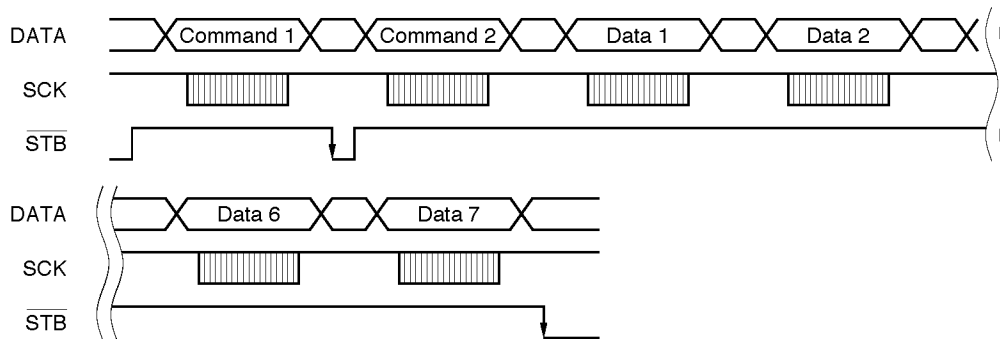 DATA Command 1 Command 2 Data 1 Data 2
SCK
STB
DATA Data 6 Data 7
SCK
STB